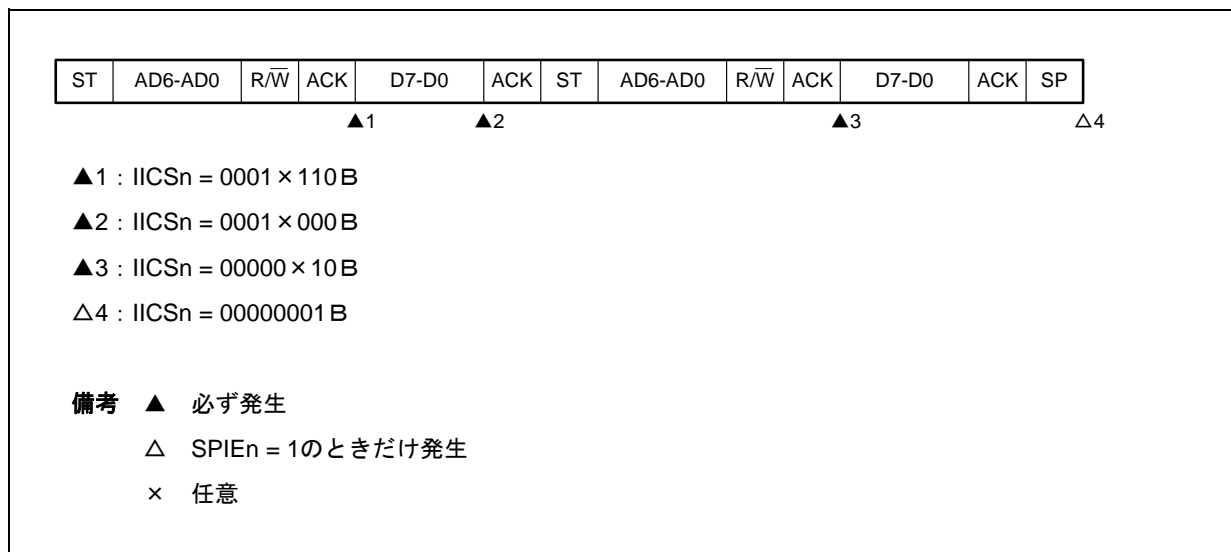 ST AD6-AD0 R/W̅ ACK D7-D0 ACK ST AD6-AD0 R/W̅ ACK D7-D0 ACK SP
▲1 ▲2 ▲3 △4
▲1：IICSn = 0001×110B
▲2：IICSn = 0001×000B
▲3：IICSn = 00000×10B
△4：IICSn = 00000001B
備考 ▲ 必ず発生
△ SPIEn = 1のときだけ発生
× 任意